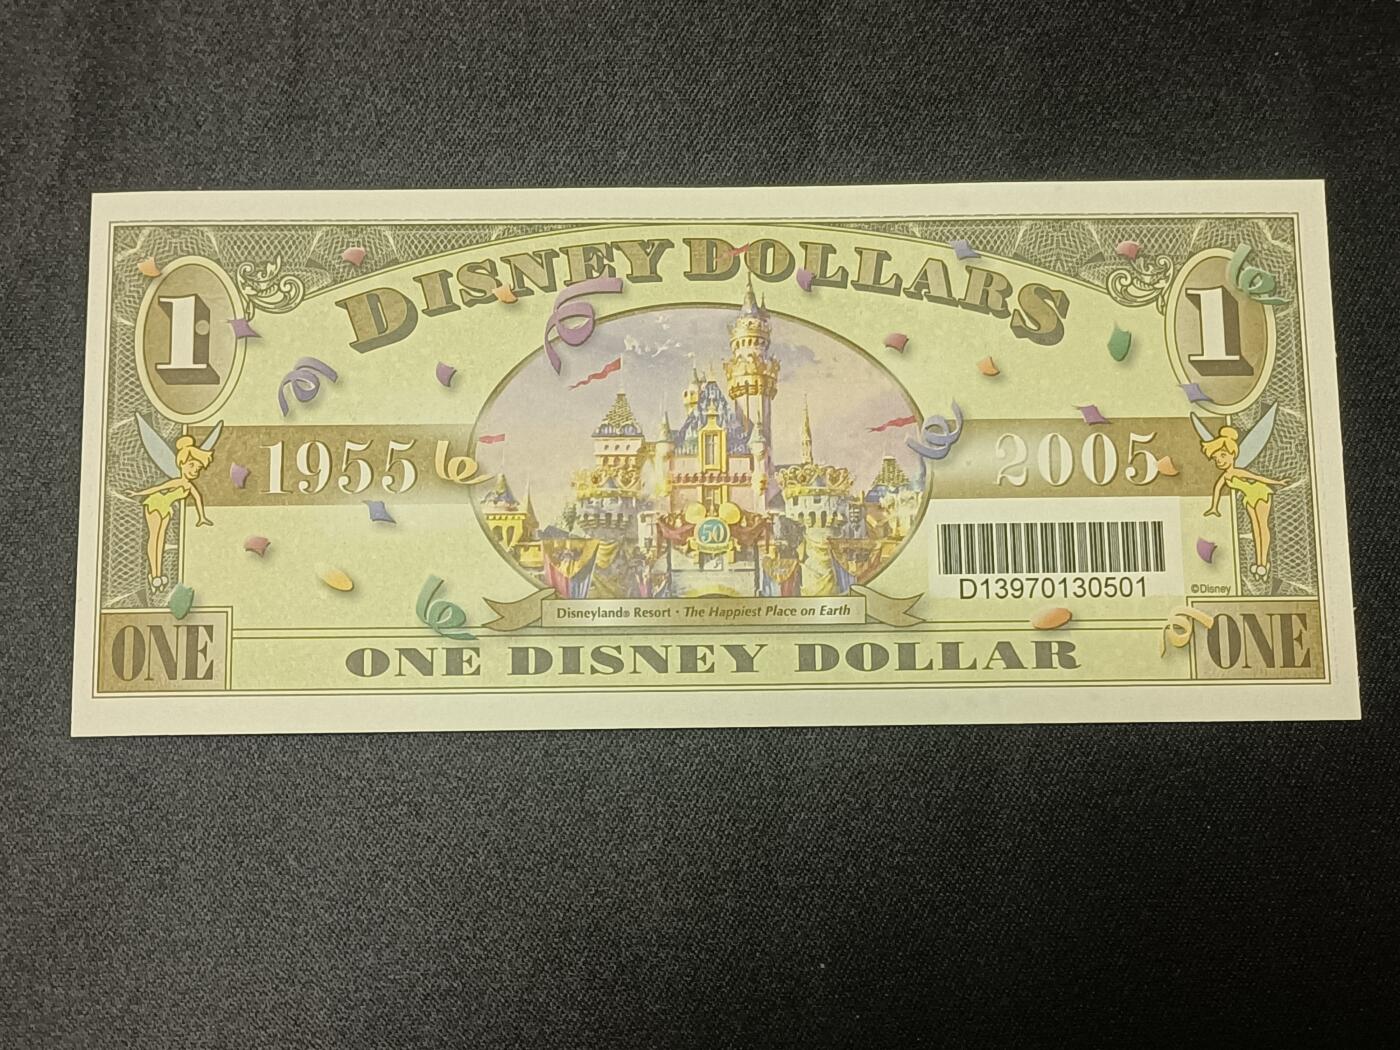 DISNEY DOLLARS
1
1
1955
2005
50
D13970130501
©Disney
Disneyland® Resort • The Happiest Place on Earth
ONE
ONE DISNEY DOLLAR
ONE